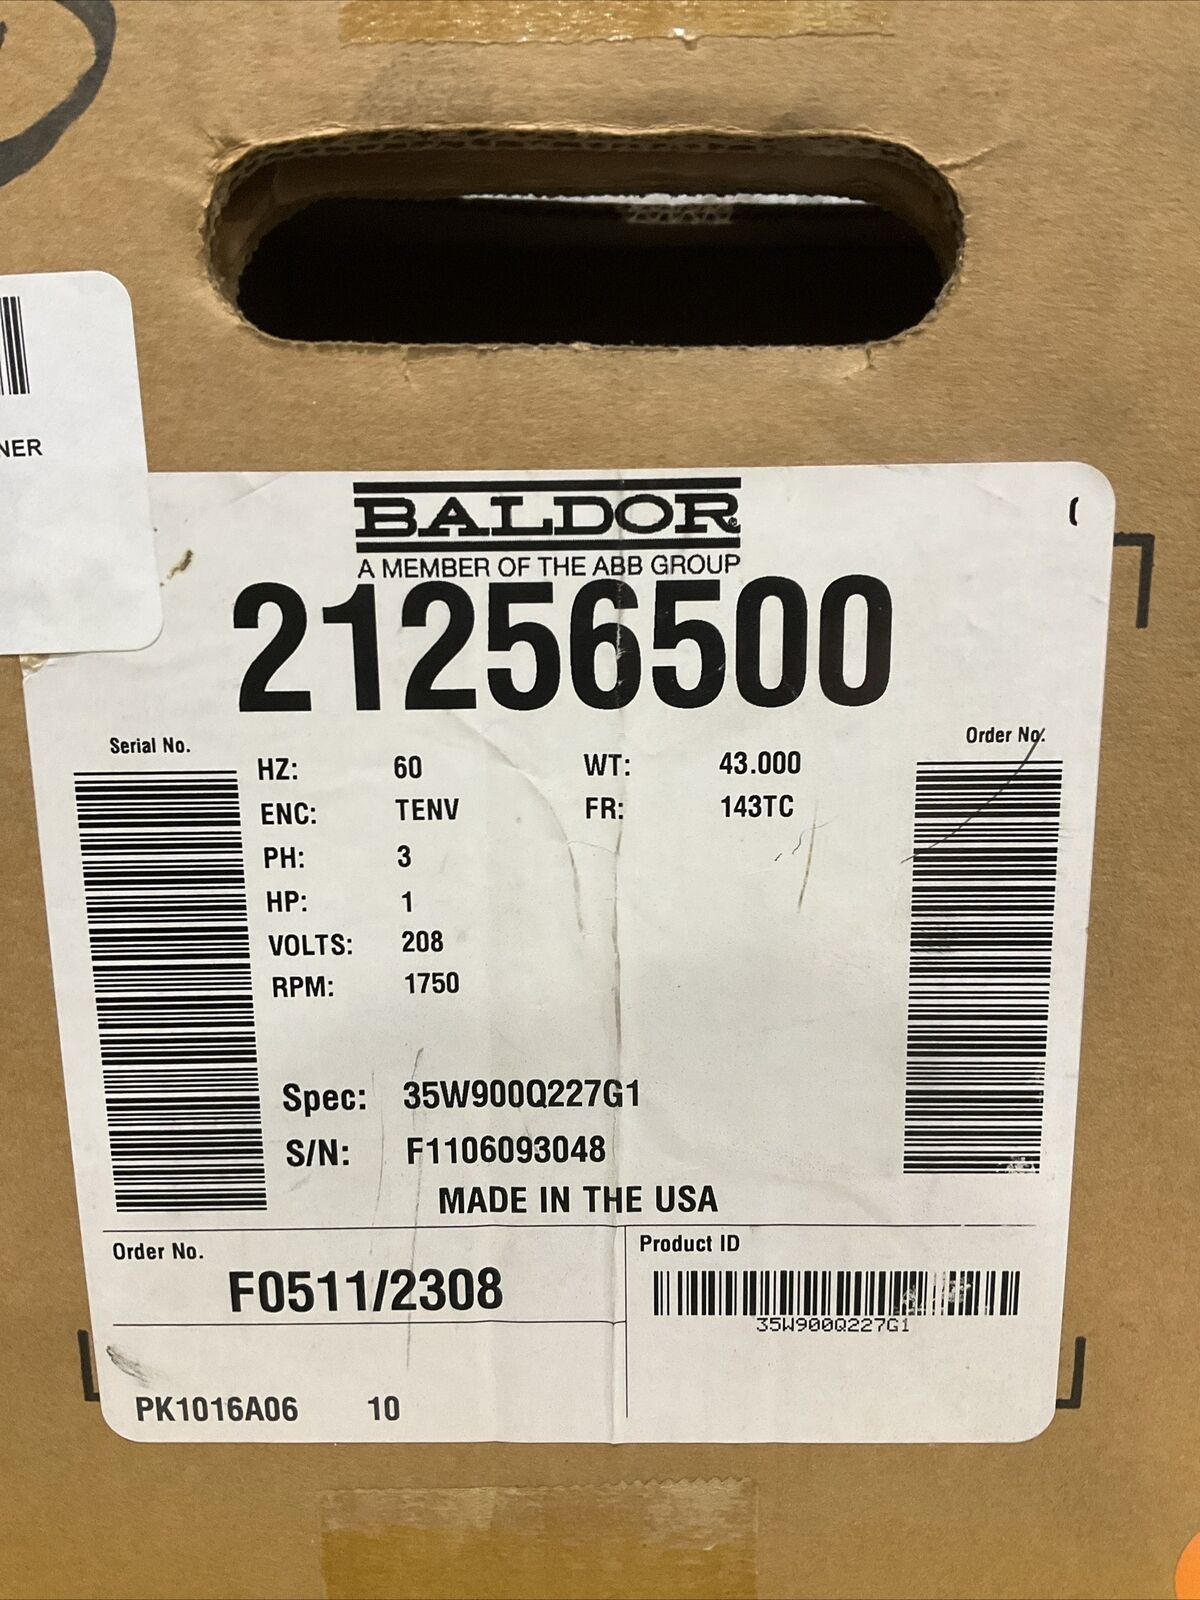 NER
BALDOR
A MEMBER OF THE ABB GROUP
21256500
Serial No.
Order No.
HZ: 60 WT: 43.000
ENC: TENV FR: 143TC
PH: 3
HP: 1
VOLTS: 208
RPM: 1750
Spec: 35W900Q227G1
S/N: F1106093048
MADE IN THE USA
Order No.
F0511/2308
Product ID
35W900Q227G1
PK1016A06 10